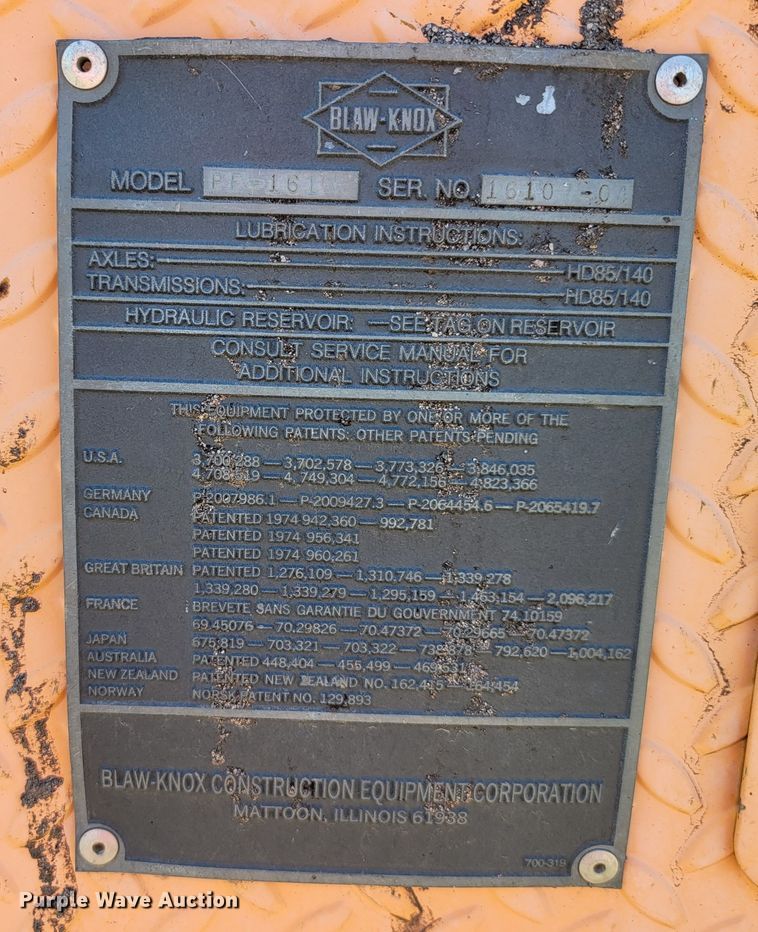 BLAW-KNOX
MODEL SER. NO.
LUBRICATION INSTRUCTIONS:
AXLES: HD85/140
TRANSMISSIONS: HD85/140
HYDRAULIC RESERVOIR: — SEE TAG ON RESERVOIR
CONSULT SERVICE MANUAL FOR
ADDITIONAL INSTRUCTIONS
THIS EQUIPMENT PROTECTED BY ONE OR MORE OF THE
FOLLOWING PATENTS: OTHER PATENTS PENDING
U.S.A. — 3,702,578 — 3,773,326 — 3,846,035
— 4,749,304 — 4,772,156 — 4,823,366
GERMANY P-2007986.1 — P-2009427.3 — P-2064454.6 — P-2065419.7
CANADA PATENTED 1974 942,360 — 992,781
PATENTED 1974 956,341
PATENTED 1974 960,261
GREAT BRITAIN PATENTED 1,276,109 — 1,310,746 — 1,339,278
1,339,280 — 1,339,279 — 1,295,159 — 1,463,154 — 2,096,217
FRANCE BREVETE SANS GARANTIE DU GOUVERNMENT 74.10159
69.45076 — 70.29826 — 70.47372 — 70.29665 — 70.47372
JAPAN 675,819 — 703,321 — 703,322 — — 792,620 — 1,004,162
AUSTRALIA PATENTED 448,404 — 455,499 —
NEW ZEALAND PATENTED NEW ZEALAND NO.
NORWAY NORSK PATENT NO. 129,893
BLAW-KNOX CONSTRUCTION EQUIPMENT CORPORATION
MATTOON, ILLINOIS 61938
700-319
Purple Wave Auction